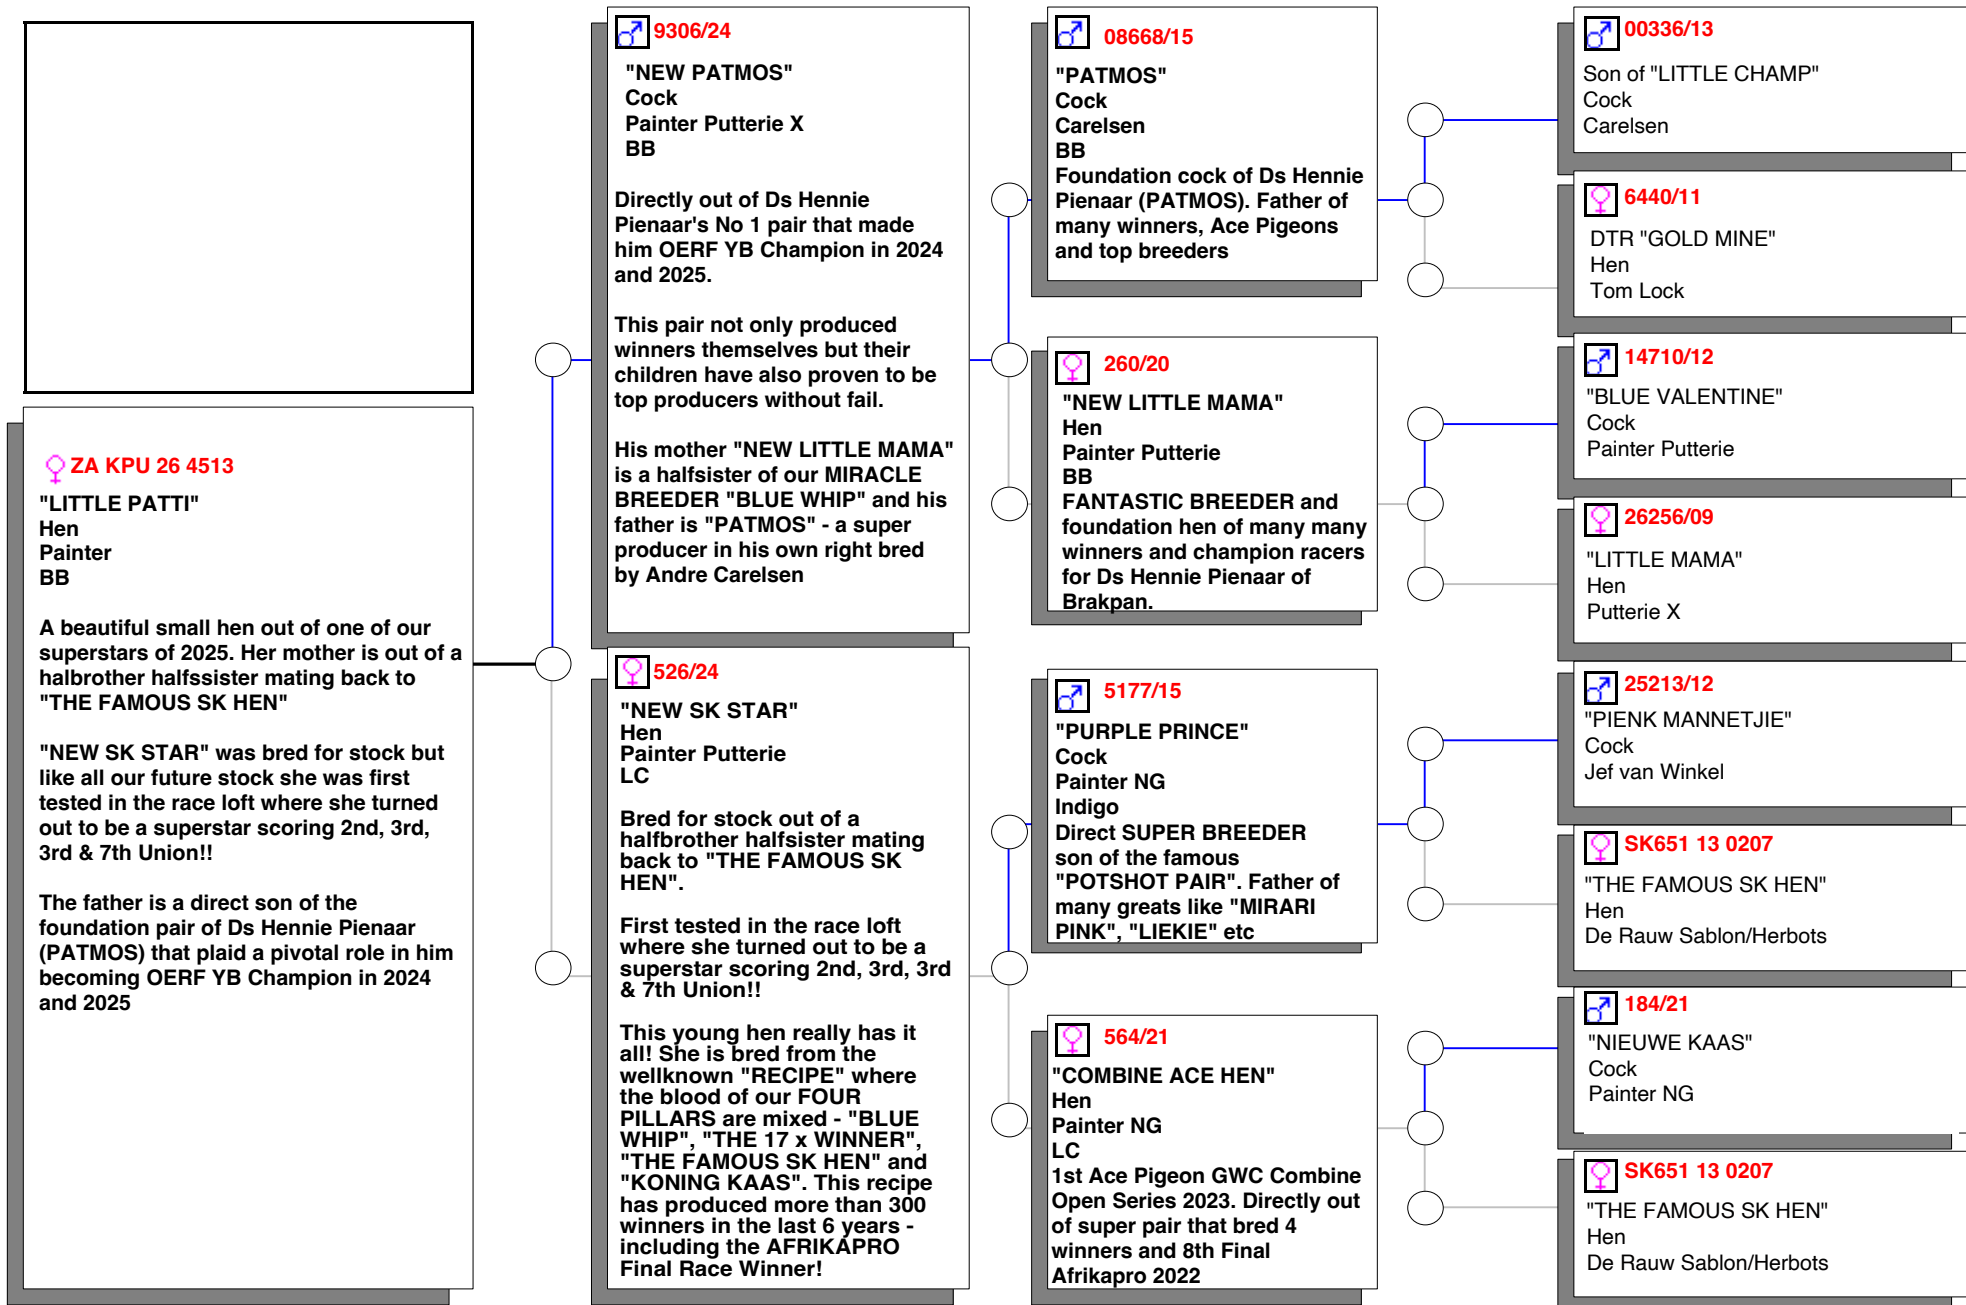 ZA KPU 26 4513
"LITTLE PATTI"
Hen
Painter
BB
A beautiful small hen out of one of our
superstars of 2025. Her mother is out of a
halbrother halfssister mating back to
"THE FAMOUS SK HEN"
"NEW SK STAR" was bred for stock but
like all our future stock she was first
tested in the race loft where she turned
out to be a superstar scoring 2nd, 3rd,
3rd & 7th Union!!
The father is a direct son of the
foundation pair of Ds Hennie Pienaar
(PATMOS) that plaid a pivotal role in him
becoming OERF YB Champion in 2024
and 2025
9306/24
"NEW PATMOS"
Cock
Painter Putterie X
BB
Directly out of Ds Hennie
Pienaar's No 1 pair that made
him OERF YB Champion in 2024
and 2025.
This pair not only produced
winners themselves but their
children have also proven to be
top producers without fail.
His mother "NEW LITTLE MAMA"
is a halfsister of our MIRACLE
BREEDER "BLUE WHIP" and his
father is "PATMOS" - a super
producer in his own right bred
by Andre Carelsen
526/24
"NEW SK STAR"
Hen
Painter Putterie
LC
Bred for stock out of a
halfbrother halfsister mating
back to "THE FAMOUS SK
HEN".
First tested in the race loft
where she turned out to be a
superstar scoring 2nd, 3rd, 3rd
& 7th Union!!
This young hen really has it
all! She is bred from the
wellknown "RECIPE" where
the blood of our FOUR
PILLARS are mixed - "BLUE
WHIP", "THE 17 x WINNER",
"THE FAMOUS SK HEN" and
"KONING KAAS". This recipe
has produced more than 300
winners in the last 6 years -
including the AFRIKAPRO
Final Race Winner!
08668/15
"PATMOS"
Cock
Carelsen
BB
Foundation cock of Ds Hennie
Pienaar (PATMOS). Father of
many winners, Ace Pigeons
and top breeders
260/20
"NEW LITTLE MAMA"
Hen
Painter Putterie
BB
FANTASTIC BREEDER and
foundation hen of many many
winners and champion racers
for Ds Hennie Pienaar of
Brakpan.
5177/15
"PURPLE PRINCE"
Cock
Painter NG
Indigo
Direct SUPER BREEDER
son of the famous
"POTSHOT PAIR". Father of
many greats like "MIRARI
PINK", "LIEKIE" etc
564/21
"COMBINE ACE HEN"
Hen
Painter NG
LC
1st Ace Pigeon GWC Combine
Open Series 2023. Directly out
of super pair that bred 4
winners and 8th Final
Afrikapro 2022
00336/13
Son of "LITTLE CHAMP"
Cock
Carelsen
6440/11
DTR "GOLD MINE"
Hen
Tom Lock
14710/12
"BLUE VALENTINE"
Cock
Painter Putterie
26256/09
"LITTLE MAMA"
Hen
Putterie X
25213/12
"PIENK MANNETJIE"
Cock
Jef van Winkel
SK651 13 0207
"THE FAMOUS SK HEN"
Hen
De Rauw Sablon/Herbots
184/21
"NIEUWE KAAS"
Cock
Painter NG
SK651 13 0207
"THE FAMOUS SK HEN"
Hen
De Rauw Sablon/Herbots